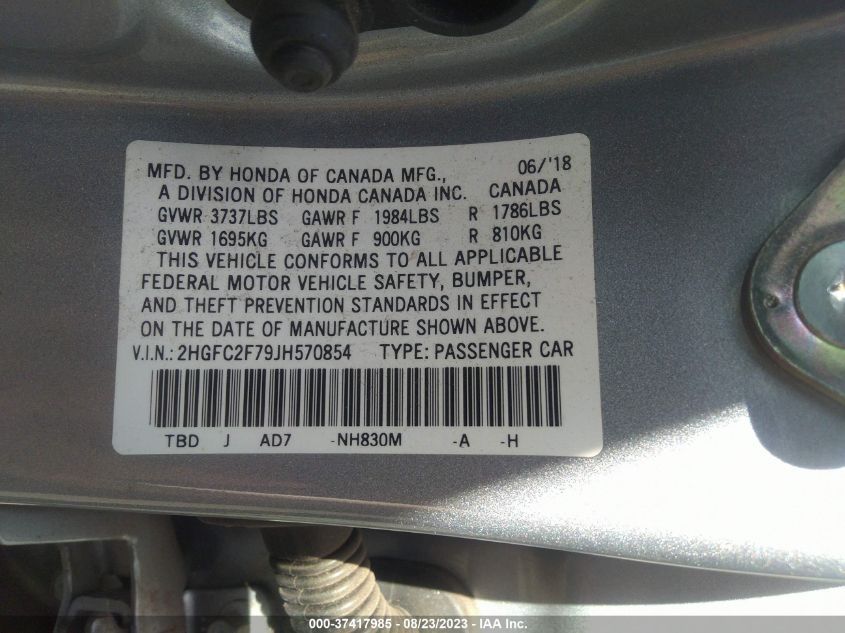 MFD. BY HONDA OF CANADA MFG., 06/'18
A DIVISION OF HONDA CANADA INC. CANADA
GVWR 3737LBS GAWR F 1984LBS R 1786LBS
GVWR 1695KG GAWR F 900KG R 810KG
THIS VEHICLE CONFORMS TO ALL APPLICABLE
FEDERAL MOTOR VEHICLE SAFETY, BUMPER,
AND THEFT PREVENTION STANDARDS IN EFFECT
ON THE DATE OF MANUFACTURE SHOWN ABOVE.
V.I.N.: 2HGFC2F79JH570854 TYPE: PASSENGER CAR
TBD J AD7 -NH830M -A -H
000-37417985 - 08/23/2023 - IAA Inc.